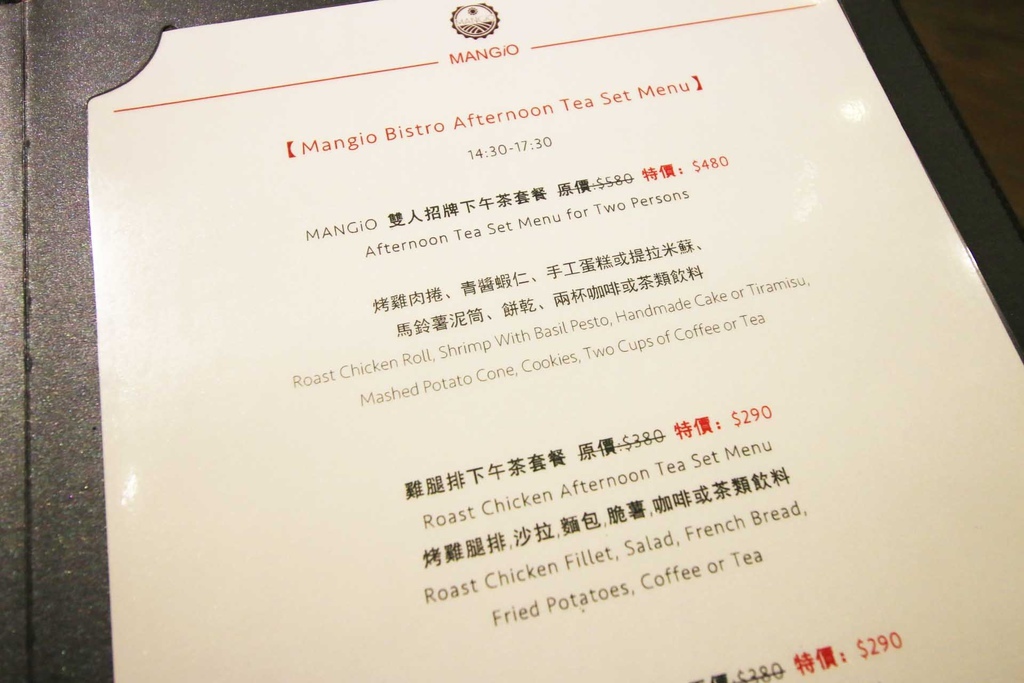 MANGiO
【Mangio Bistro Afternoon Tea Set Menu】
14:30-17:30
MANGiO 雙人招牌下午茶套餐 原價:$580 特價：$480
Afternoon Tea Set Menu for Two Persons
烤雞肉捲、青醬蝦仁、手工蛋糕或提拉米蘇、
馬鈴薯泥筒、餅乾、兩杯咖啡或茶類飲料
Roast Chicken Roll, Shrimp With Basil Pesto, Handmade Cake or Tiramisu,
Mashed Potato Cone, Cookies, Two Cups of Coffee or Tea
雞腿排下午茶套餐 原價:$380 特價：$290
Roast Chicken Afternoon Tea Set Menu
烤雞腿排,沙拉,麵包,脆薯,咖啡或茶類飲料
Roast Chicken Fillet, Salad, French Bread,
Fried Potatoes, Coffee or Tea
原價:$380 特價：$290